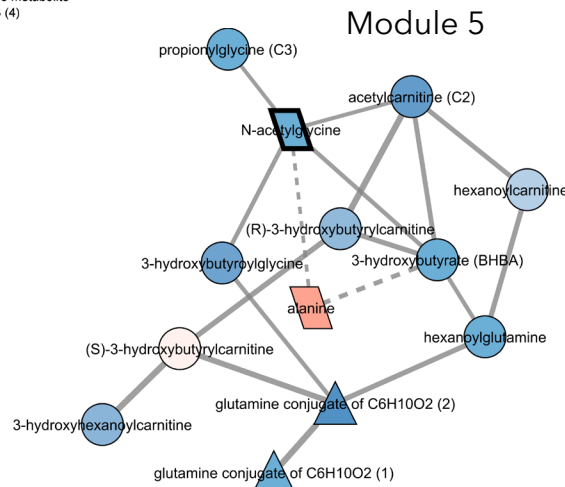 (4)
Module 5
propionylglycine (C3)
acetylcarnitine (C2)
N-acetylglycine
hexanoylcarnitine
(R)-3-hydroxybutyrylcarnitine
3-hydroxybutyroylglycine
3-hydroxybutyrate (BHBA)
alanine
hexanoylglutamine
(S)-3-hydroxybutyrylcarnitine
glutamine conjugate of C6H10O2 (2)
3-hydroxyhexanoylcarnitine
glutamine conjugate of C6H10O2 (1)